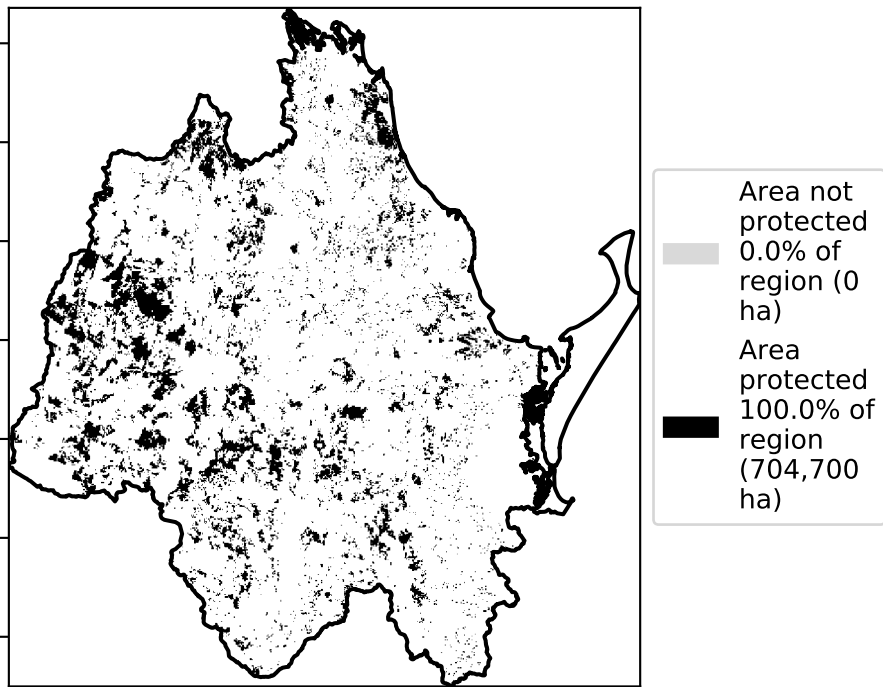 Area not
protected
0.0% of
region (0
ha)
Area
protected
100.0% of
region
(704,700
ha)